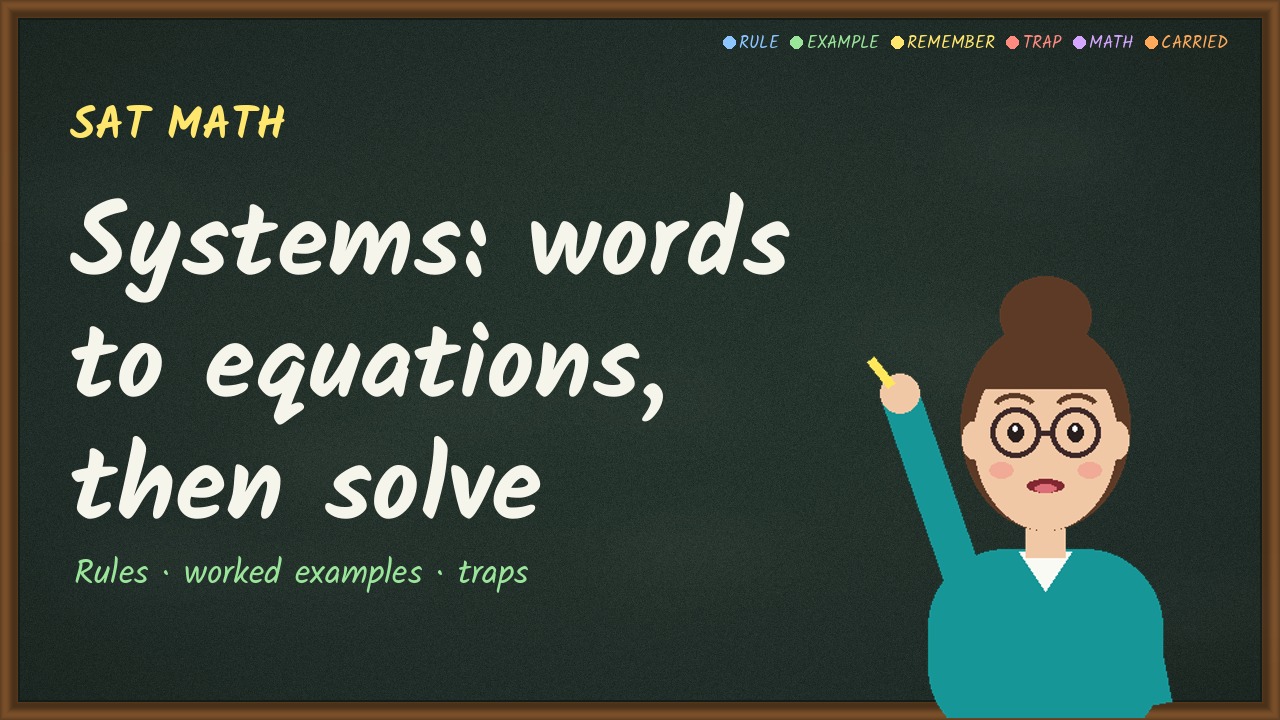 RULE EXAMPLE REMEMBER TRAP MATH CARRIED
SAT MATH
Systems: words
to equations,
then solve
Rules · worked examples · traps